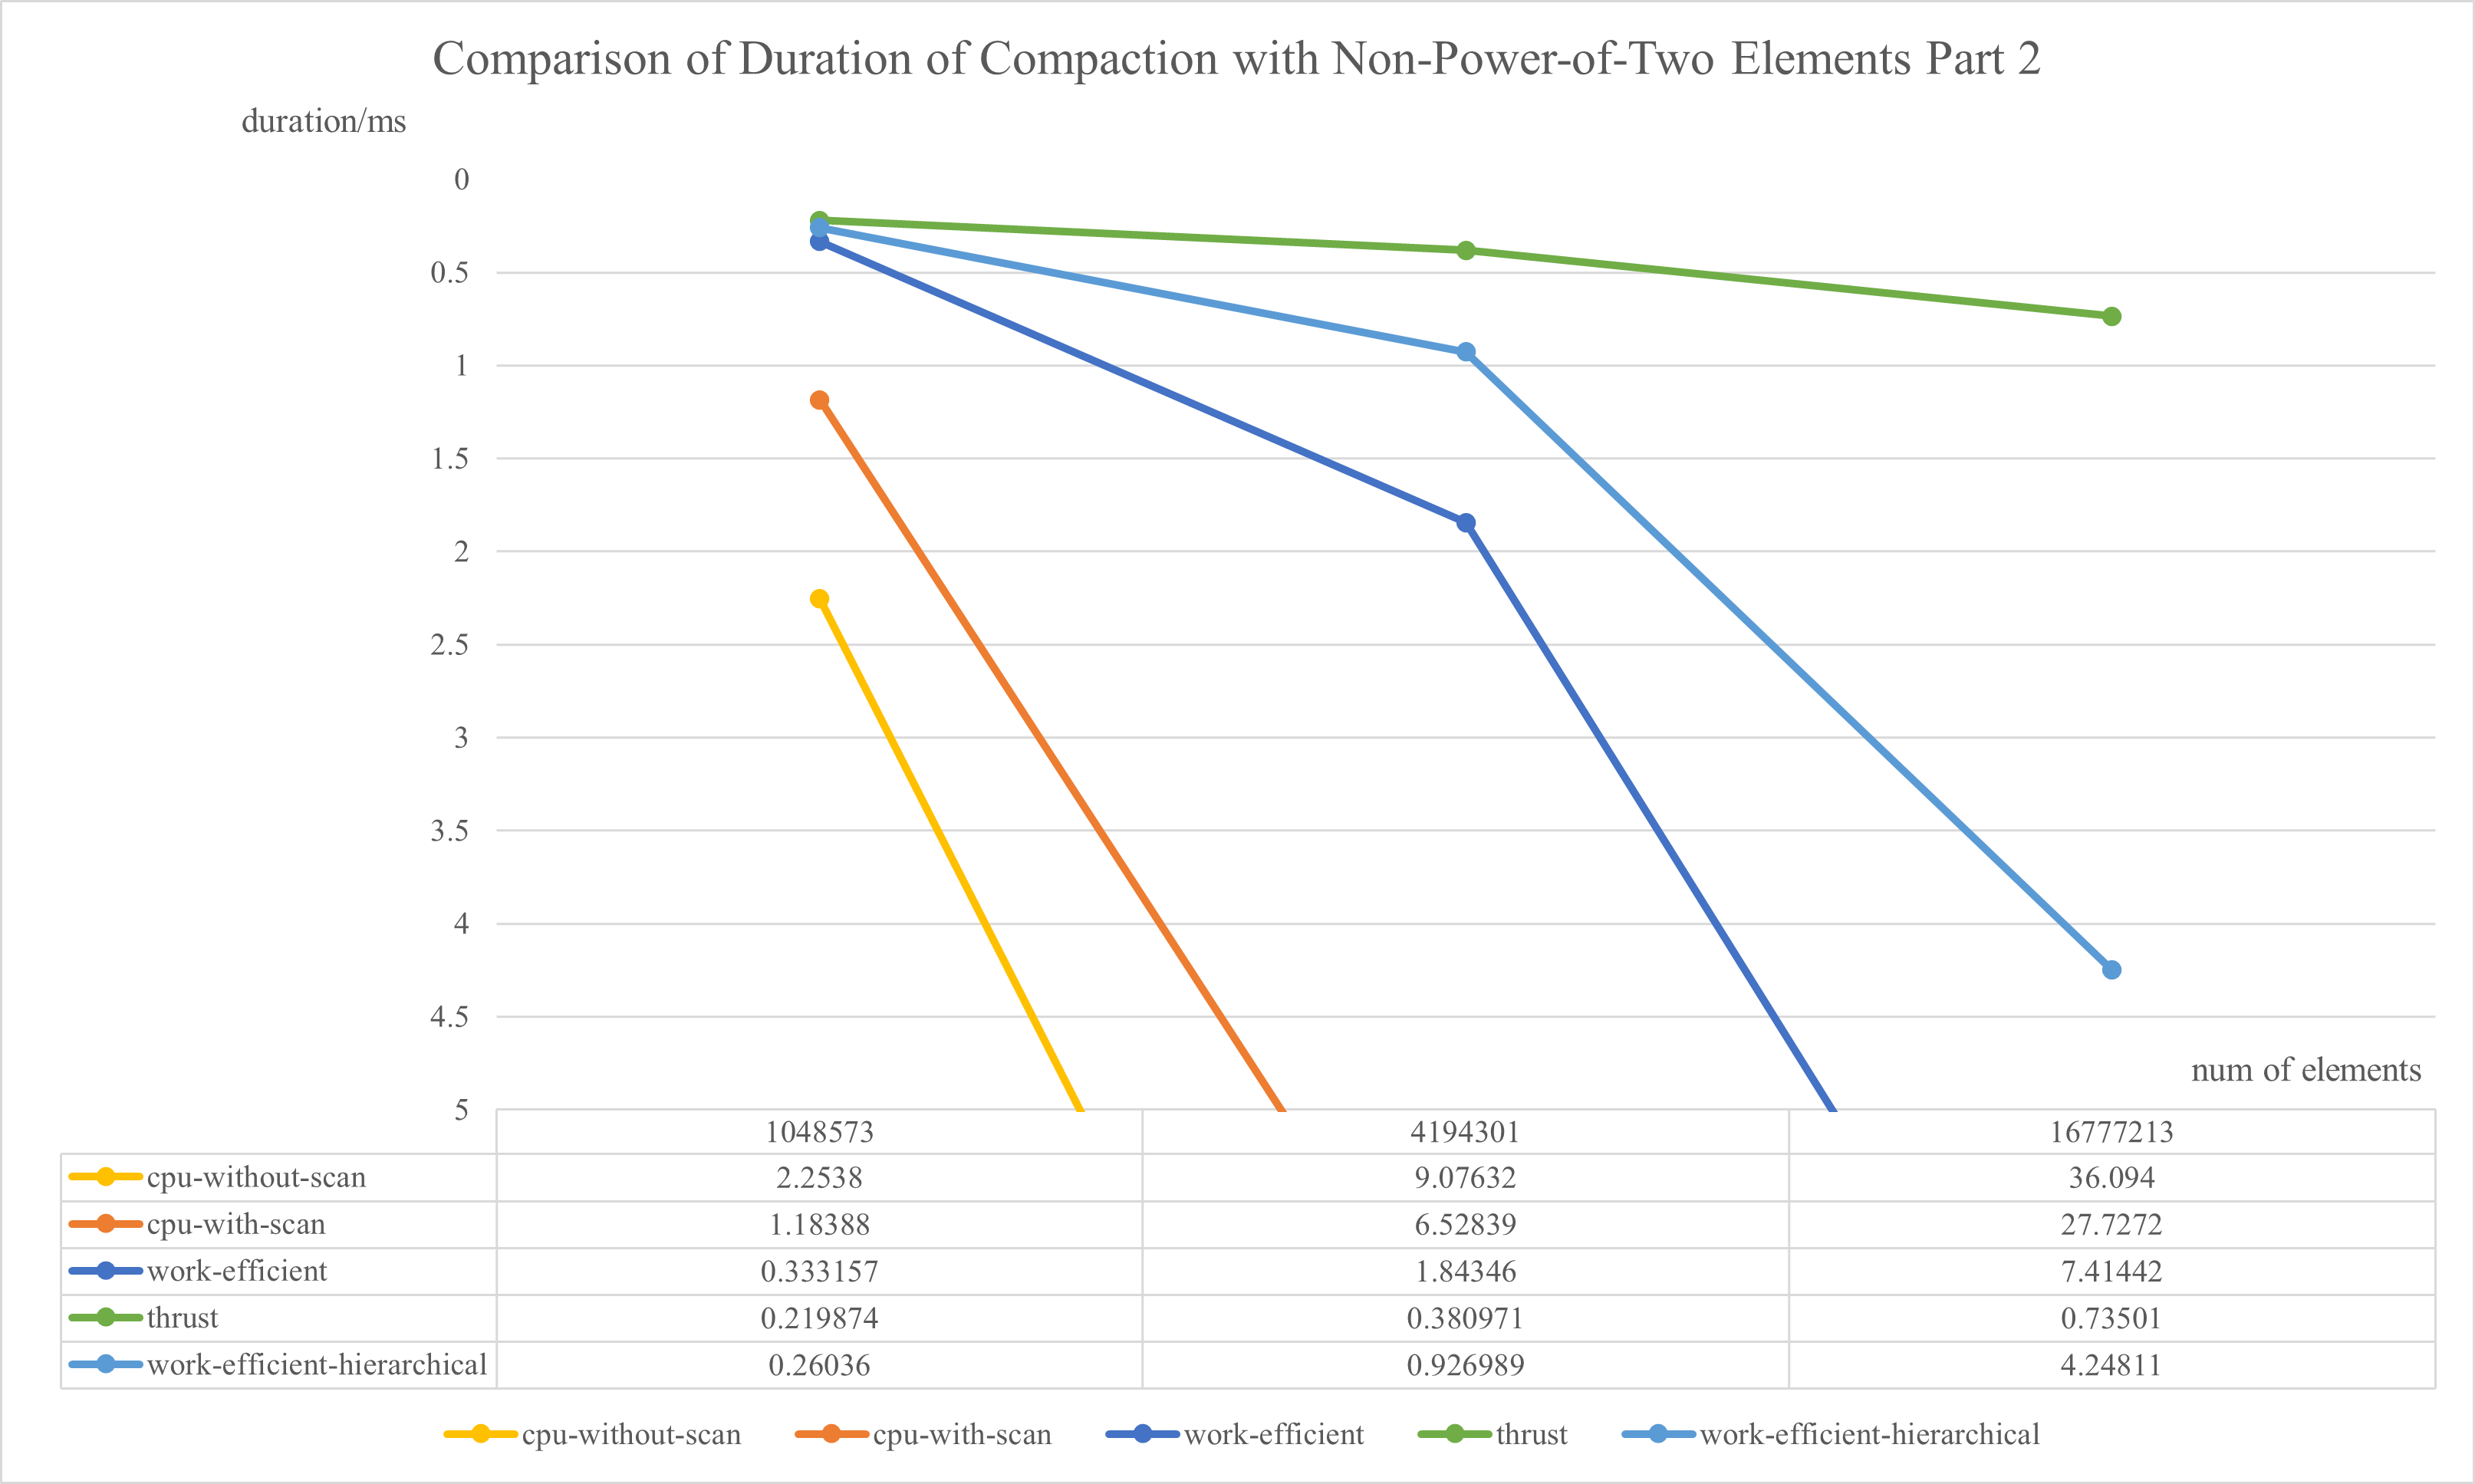 Comparison of Duration of Compaction with Non-Power-of-Two Elements Part 2
duration/ms
0
0.5
1
1.5
2
2.5
3
3.5
4
4.5
5
num of elements
1048573 4194301 16777213
cpu-without-scan 2.2538 9.07632 36.094
cpu-with-scan 1.18388 6.52839 27.7272
work-efficient 0.333157 1.84346 7.41442
thrust 0.219874 0.380971 0.73501
work-efficient-hierarchical 0.26036 0.926989 4.24811
cpu-without-scan cpu-with-scan work-efficient thrust work-efficient-hierarchical